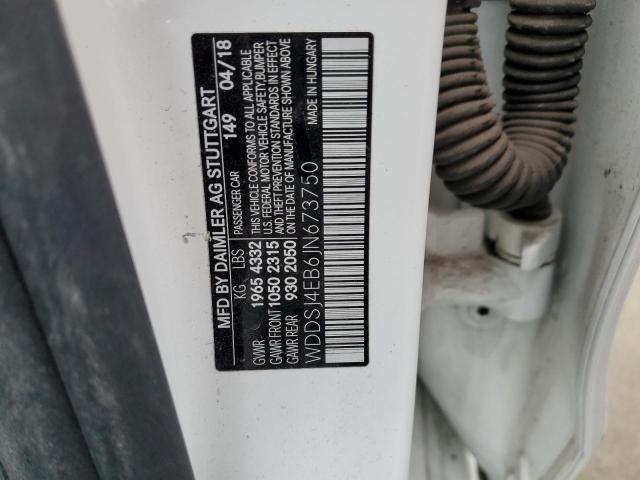 MFD BY DAIMLER AG STUTTGART
149 04/18
KG LBS PASSENGER CAR
GVWR 1965 4332 THIS VEHICLE CONFORMS TO ALL APPLICABLE
GAWR FRONT 1050 2315 U.S. FEDERAL MOTOR VEHICLE SAFETY,BUMPER
GAWR REAR 930 2050 AND THEFT PREVENTION STANDARDS IN EFFECT
ON THE DATE OF MANUFACTURE SHOWN ABOVE
WDDSJ4EB6JN673750 MADE IN HUNGARY